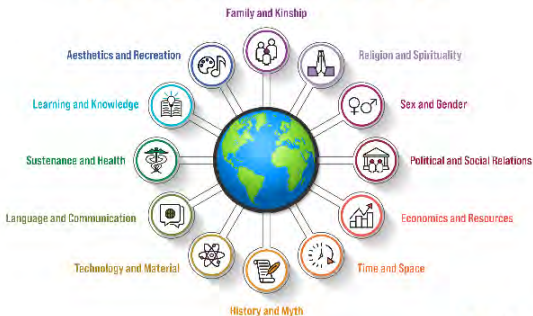 Family and Kinship
Aesthetics and Recreation
Religion and Spirituality
Learning and Knowledge
Sex and Gender
Sustenance and Health
Political and Social Relations
Language and Communication
Economics and Resources
Technology and Material
Time and Space
History and Myth